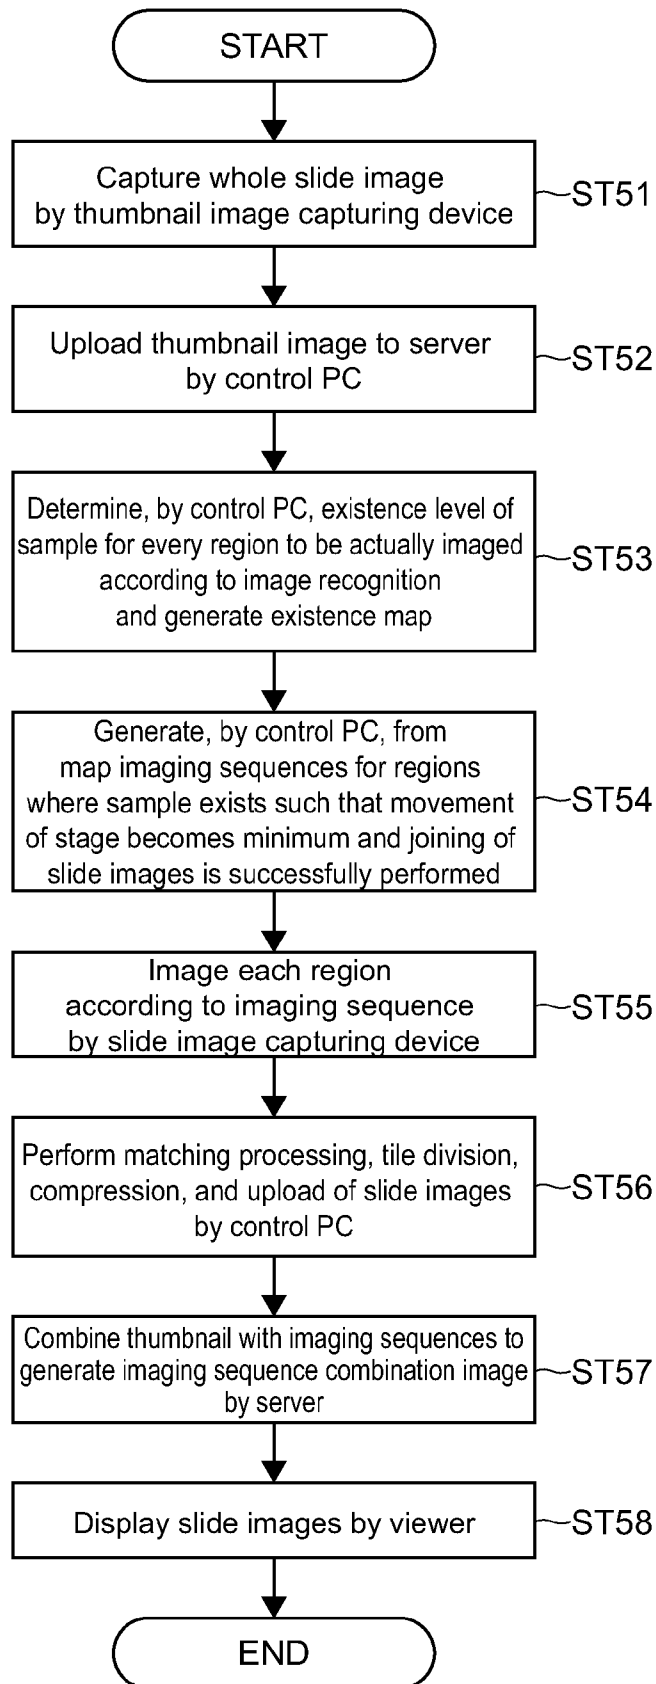 START
Capture whole slide image
by thumbnail image capturing device
ST51
Upload thumbnail image to server
by control PC
ST52
Determine, by control PC, existence level of
sample for every region to be actually imaged
according to image recognition
and generate existence map
ST53
Generate, by control PC, from
map imaging sequences for regions
where sample exists such that movement
of stage becomes minimum and joining of
slide images is successfully performed
ST54
Image each region
according to imaging sequence
by slide image capturing device
ST55
Perform matching processing, tile division,
compression, and upload of slide images
by control PC
ST56
Combine thumbnail with imaging sequences to
generate imaging sequence combination image
by server
ST57
Display slide images by viewer
ST58
END